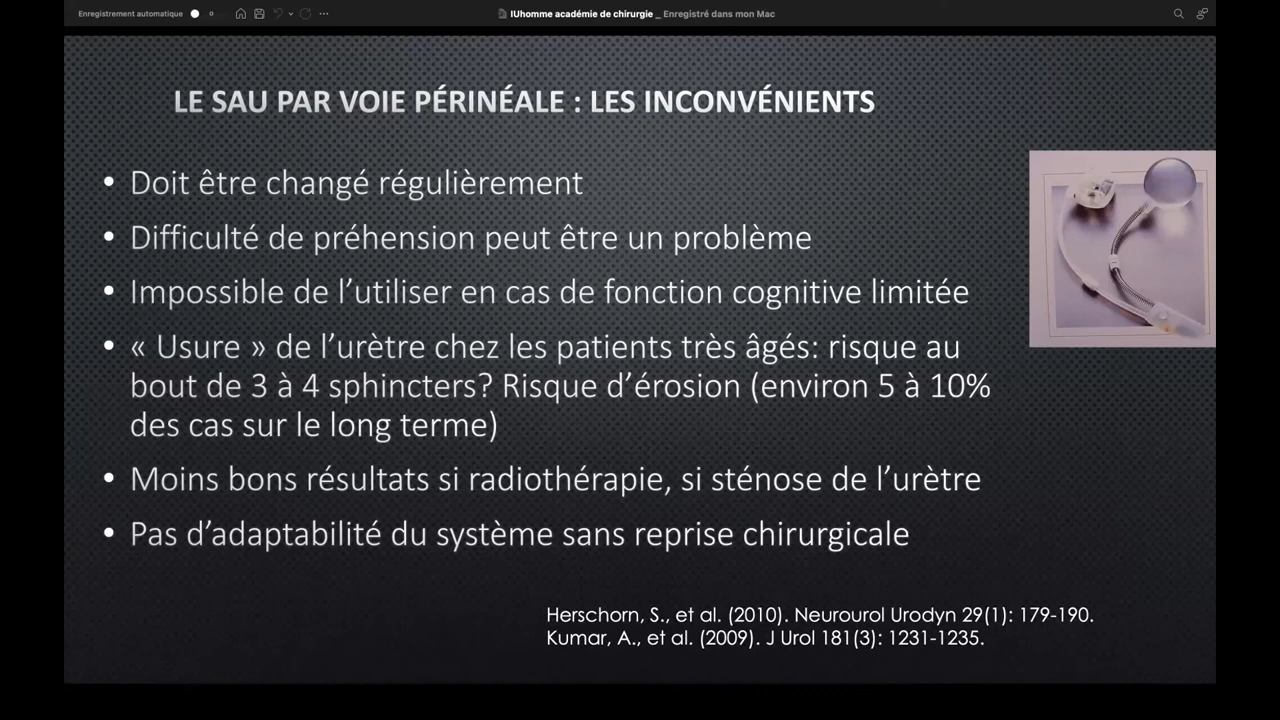 Enregistrement automatique
IUhomme académie de chirurgie _ Enregistré dans mon Mac
LE SAU PAR VOIE PÉRINÉALE : LES INCONVÉNIENTS
• Doit être changé régulièrement
• Difficulté de préhension peut être un problème
• Impossible de l’utiliser en cas de fonction cognitive limitée
• « Usure » de l’urètre chez les patients très âgés: risque au
bout de 3 à 4 sphincters? Risque d’érosion (environ 5 à 10%
des cas sur le long terme)
• Moins bons résultats si radiothérapie, si sténose de l’urètre
• Pas d’adaptabilité du système sans reprise chirurgicale
Herschorn, S., et al. (2010). Neurourol Urodyn 29(1): 179-190.
Kumar, A., et al. (2009). J Urol 181(3): 1231-1235.